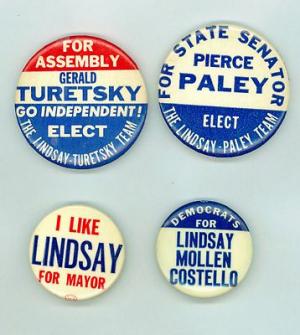 FOR
ASSEMBLY
GERALD
TURETSKY
GO INDEPENDENT!
ELECT
THE LINDSAY-TURETSKY TEAM
FOR STATE SENATOR
PIERCE
PALEY
ELECT
THE LINDSAY-PALEY TEAM
I LIKE
LINDSAY
FOR MAYOR
DEMOCRATS
FOR
LINDSAY
MOLLEN
COSTELLO